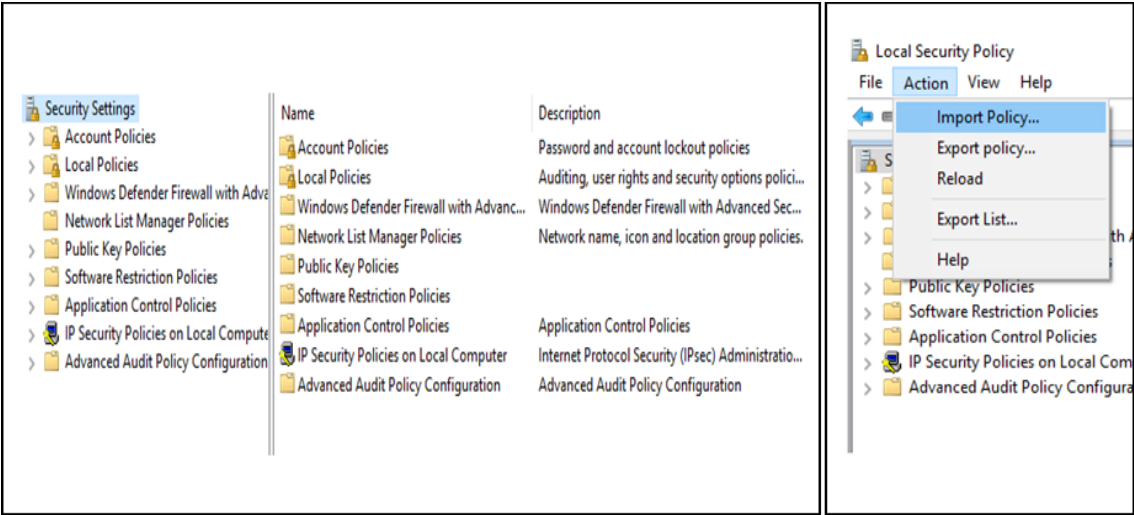 Security Settings
Account Policies
Local Policies
Windows Defender Firewall with Adva
Network List Manager Policies
Public Key Policies
Software Restriction Policies
Application Control Policies
IP Security Policies on Local Compute
Advanced Audit Policy Configuration
Name Description
Account Policies Password and account lockout policies
Local Policies Auditing, user rights and security options polici...
Windows Defender Firewall with Advanc... Windows Defender Firewall with Advanced Sec...
Network List Manager Policies Network name, icon and location group policies.
Public Key Policies
Software Restriction Policies
Application Control Policies Application Control Policies
IP Security Policies on Local Computer Internet Protocol Security (IPsec) Administratio...
Advanced Audit Policy Configuration Advanced Audit Policy Configuration
Local Security Policy
File Action View Help
Import Policy...
Export policy...
Reload
Export List...
Help
Public Key Policies
Software Restriction Policies
Application Control Policies
IP Security Policies on Local Com
Advanced Audit Policy Configura